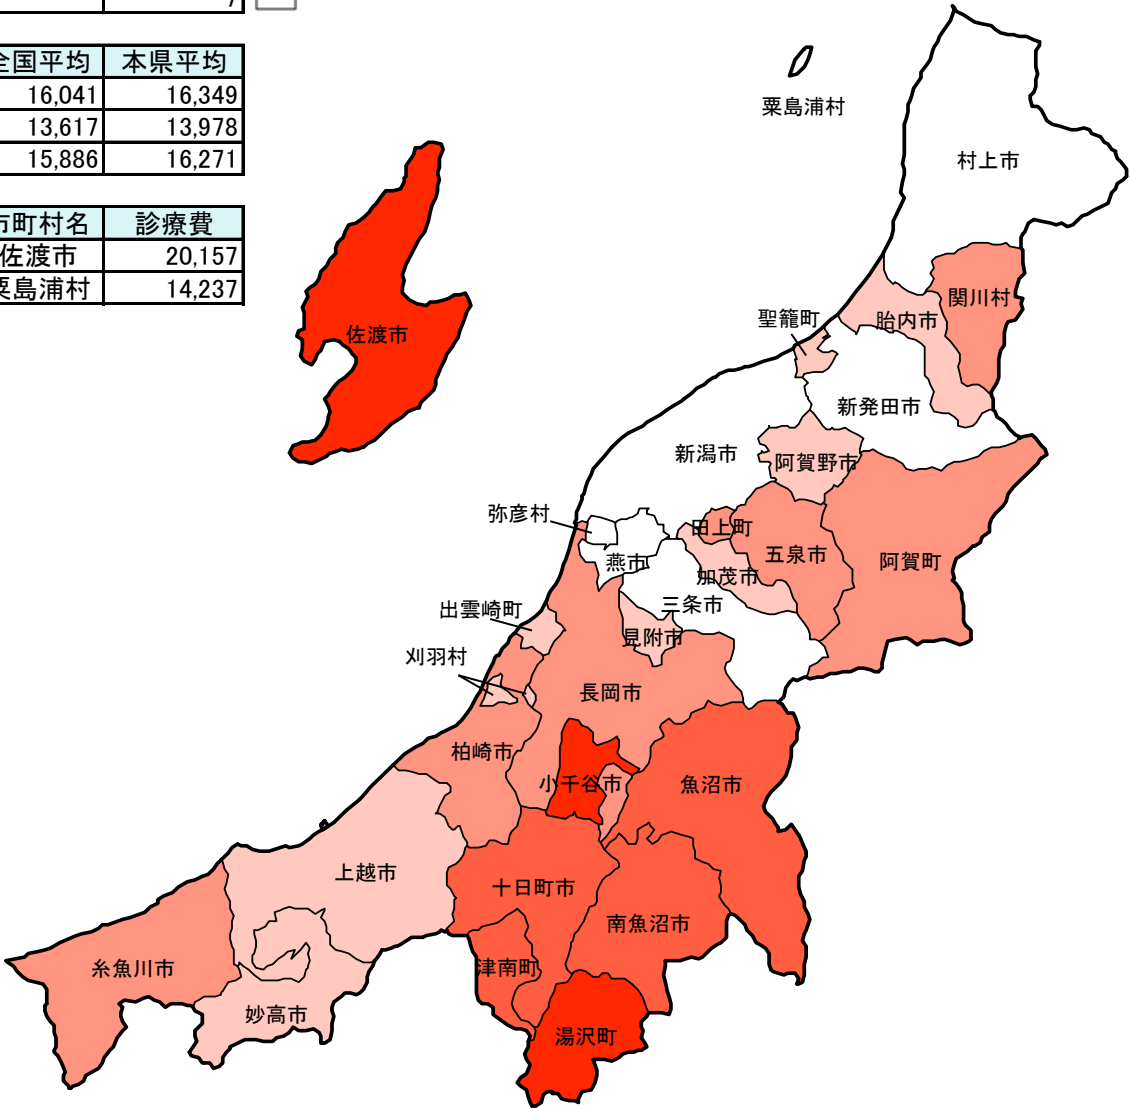 7
全国平均 本県平均
16,041 16,349
13,617 13,978
15,886 16,271
市町村名 診療費
佐渡市 20,157
粟島浦村 14,237
粟島浦村
村上市
関川村
胎内市
聖籠町
佐渡市
新発田市
新潟市
阿賀野市
弥彦村
田上町
五泉市
阿賀町
燕市
加茂市
三条市
出雲崎町
見附市
刈羽村
長岡市
柏崎市
小千谷市
魚沼市
上越市
十日町市
南魚沼市
糸魚川市
津南町
妙高市
湯沢町